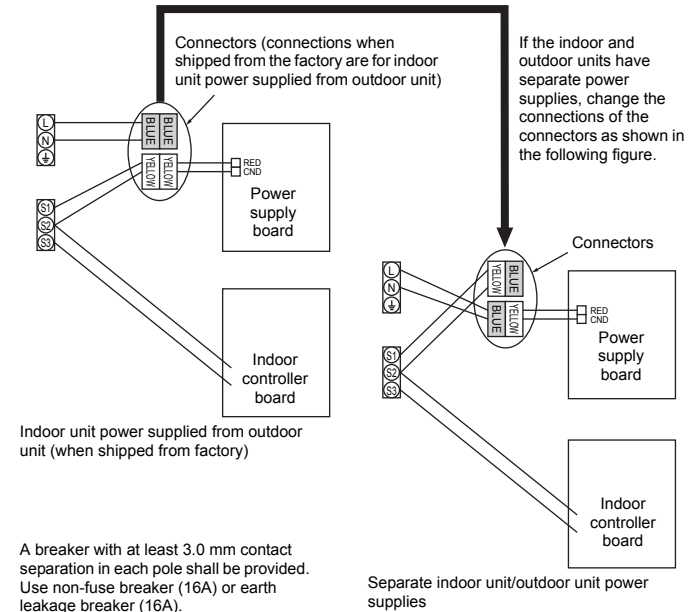 Connectors (connections when
shipped from the factory are for indoor
unit power supplied from outdoor unit)
If the indoor and
outdoor units have
separate power
supplies, change the
connections of the
connectors as shown in
the following figure.
L
N
BLUE BLUE
YELLOW YELLOW
RED
CND
Power
supply
board
S1
S2
S3
Indoor
controller
board
Indoor unit power supplied from outdoor
unit (when shipped from factory)
Connectors
L
N
YELLOW BLUE
BLUE YELLOW
RED
CND
Power
supply
board
S1
S2
S3
Indoor
controller
board
Separate indoor unit/outdoor unit power
supplies
A breaker with at least 3.0 mm contact
separation in each pole shall be provided.
Use non-fuse breaker (16A) or earth
leakage breaker (16A).